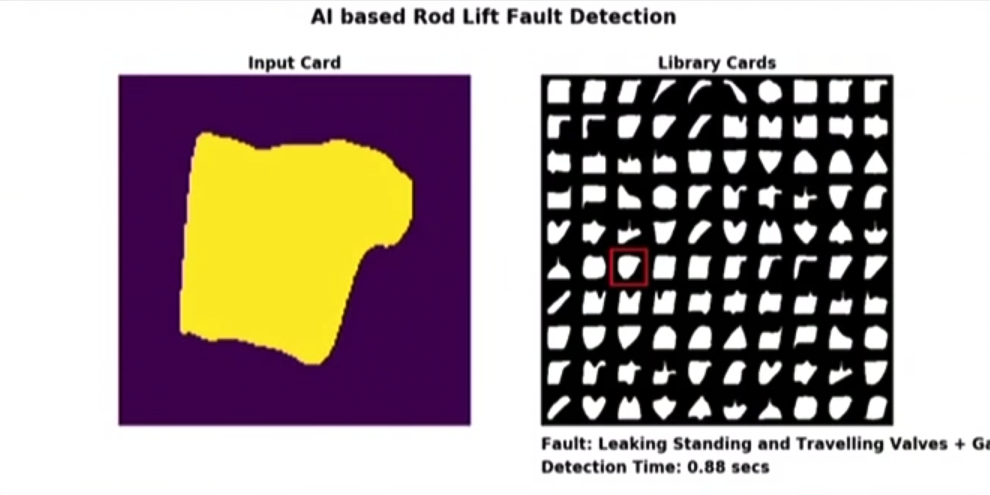 AI based Rod Lift Fault Detection
Input Card
Library Cards
Fault: Leaking Standing and Travelling Valves + Ga
Detection Time: 0.88 secs